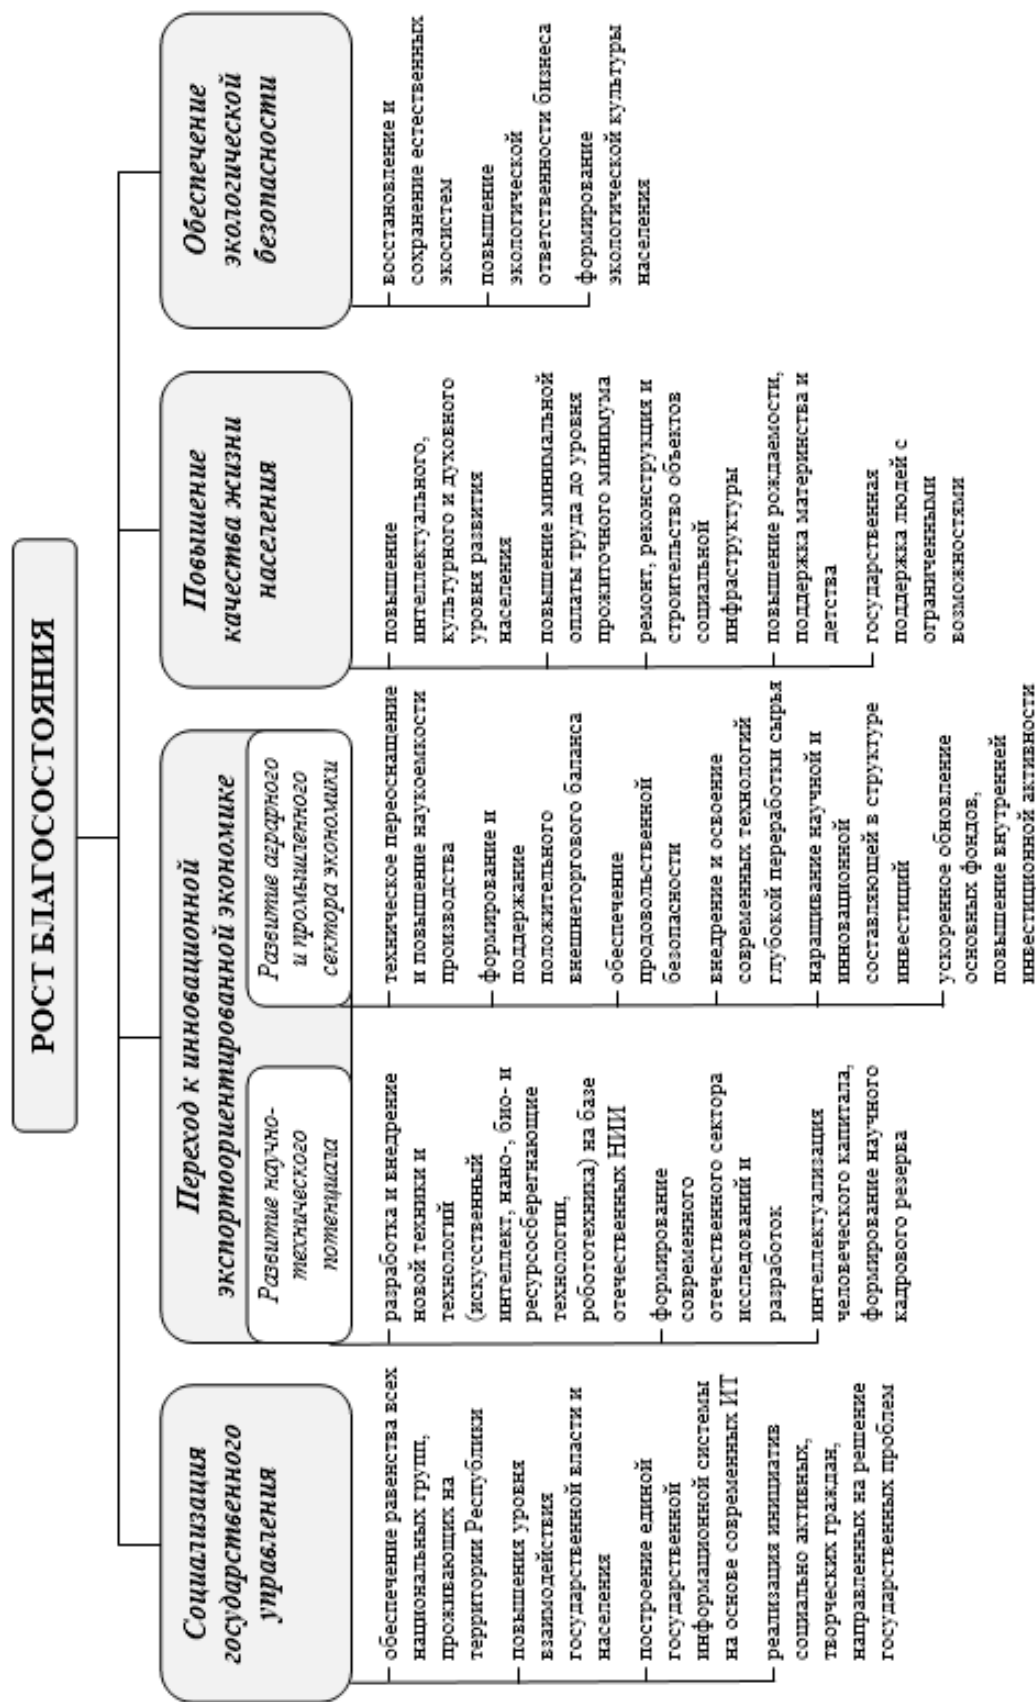 РОСТ БЛАГОСОСТОЯНИЯ
Социализация
государственного
управления
обеспечение равенства всех
национальных групп,
проживающих на
территории Республики
повышения уровня
взаимодействия
государственной власти и
населения
построение единой
государственной
информационной системы
на основе современных ИТ
реализация инициатив
социально активных,
творческих граждан,
направленных на решение
государственных проблем
Переход к инновационной
экспортоориентированной экономике
Развитие научно-
технического
потенциала
разработка и внедрение
новой техники и
технологий
(искусственный
интеллект, нано-, био- и
ресурсосберегнающие
технологии,
робототехника) на базе
отечественных НИИ
формирование
современного
отечественного сектора
исследований и
разработок
интеллектуализация
человеческого капитала,
формирование научного
кадрового резерва
Развитие аграрного
и промышленного
сектора экономики
техническое переоснащение
и повышение наукоемкости
производства
формирование и
поддержание
положительного
внешнеторгового баланса
обеспечение
продовольственной
безопасности
внедрение и освоение
современных технологий
глубокой переработки сырья
наращивание научной и
инновационной
составляющей в структуре
инвестиций
ускоренное обновление
основных фондов,
повышение внутренней
инвестиционной активности
Повышение
качества жизни
населения
повышение
интеллектуального,
культурного и духовного
уровня развития
населения
повышение минимальной
оплаты труда до уровня
прожиточного минимума
ремонт, реконструкция и
строительство объектов
социальной
инфраструктуры
повышение рождаемости,
поддержка материнства и
детства
государственная
поддержка людей с
ограниченными
возможностями
Обеспечение
экологической
безопасности
восстановление и
сохранение естественных
экосистем
повышение
экологической
ответственности бизнеса
формирование
экологической культуры
населения